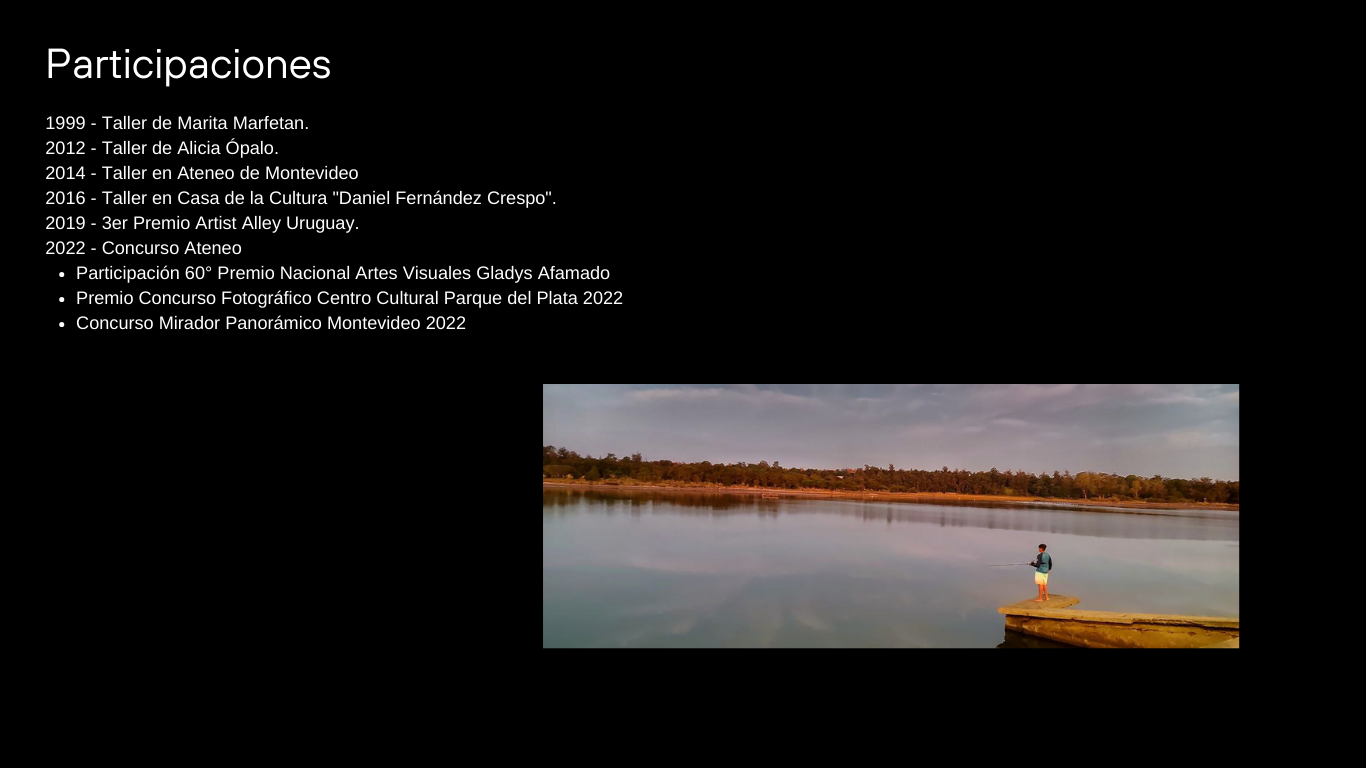 Participaciones
1999 - Taller de Marita Marfetan.
2012 - Taller de Alicia Ópalo.
2014 - Taller en Ateneo de Montevideo
2016 - Taller en Casa de la Cultura "Daniel Fernández Crespo".
2019 - 3er Premio Artist Alley Uruguay.
2022 - Concurso Ateneo
• Participación 60° Premio Nacional Artes Visuales Gladys Afamado
• Premio Concurso Fotográfico Centro Cultural Parque del Plata 2022
• Concurso Mirador Panorámico Montevideo 2022